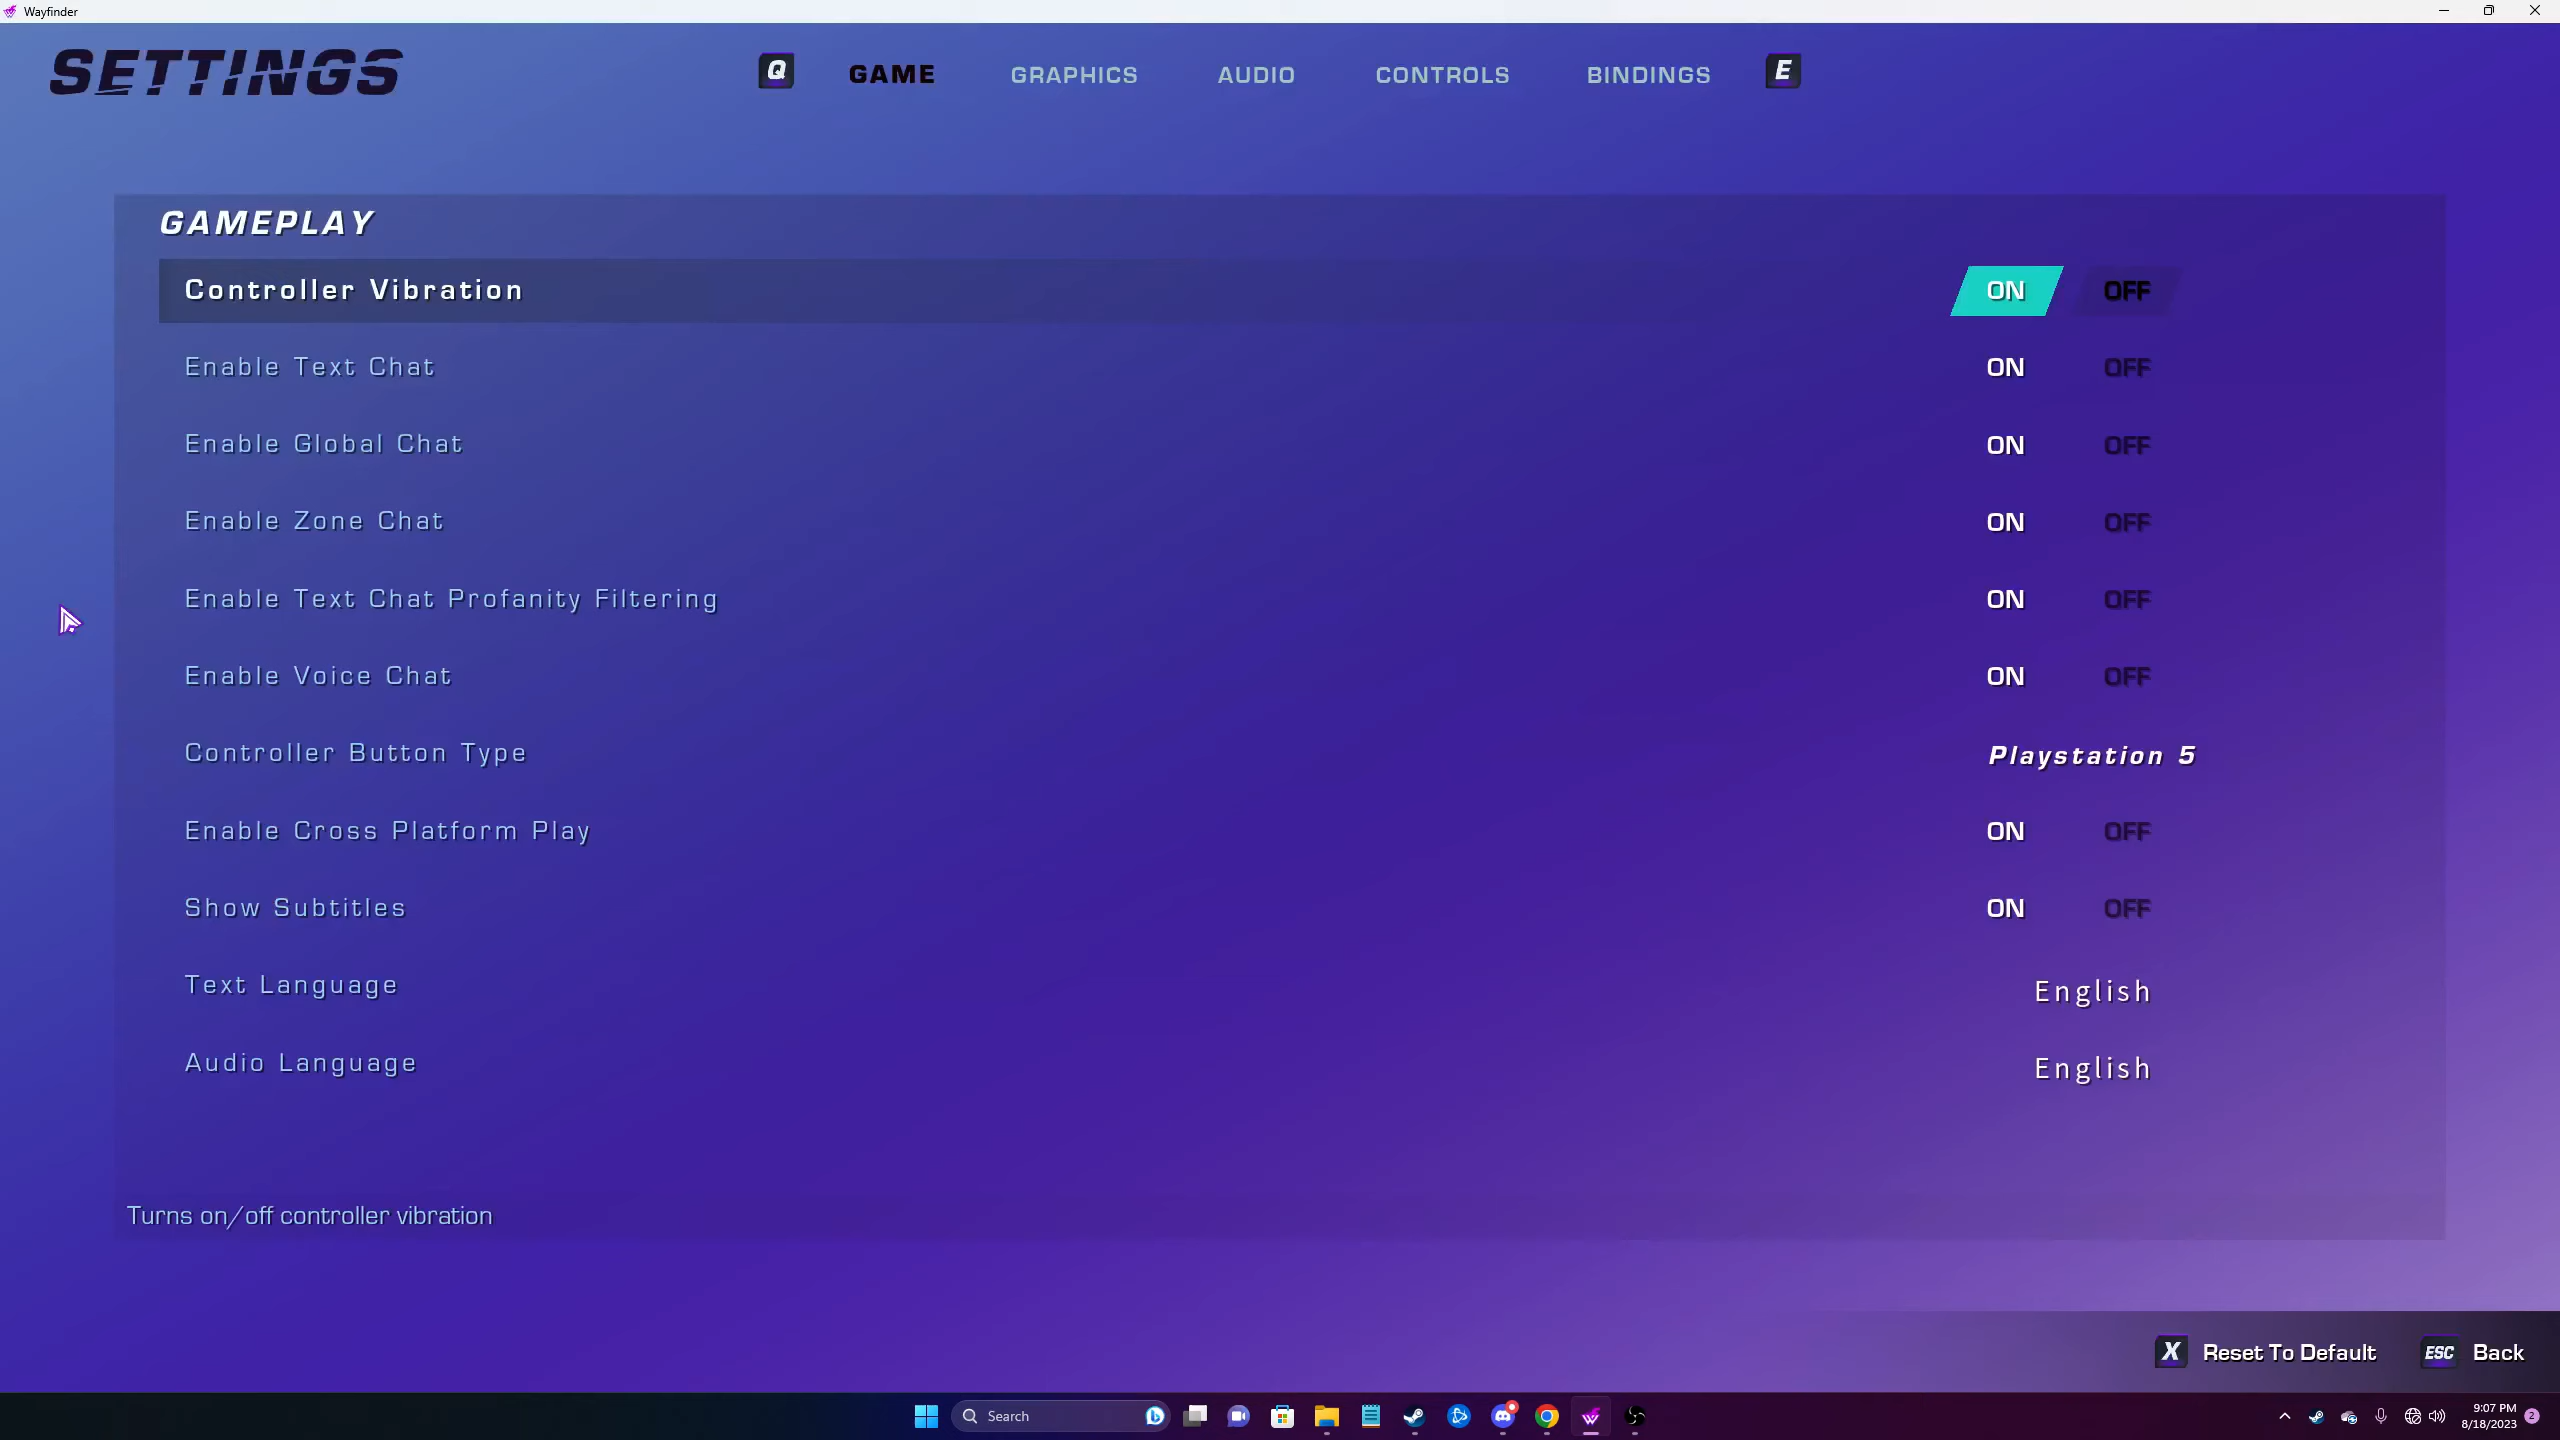 Wayfinder
SETTINGS
Q GAME GRAPHICS AUDIO CONTROLS BINDINGS E
GAMEPLAY
Controller Vibration ON OFF
Enable Text Chat ON OFF
Enable Global Chat ON OFF
Enable Zone Chat ON OFF
Enable Text Chat Profanity Filtering ON OFF
Enable Voice Chat ON OFF
Controller Button Type Playstation 5
Enable Cross Platform Play ON OFF
Show Subtitles ON OFF
Text Language English
Audio Language English
Turns on/off controller vibration
X Reset To Default ESC Back
Search 9:07 PM
8/18/2023 2